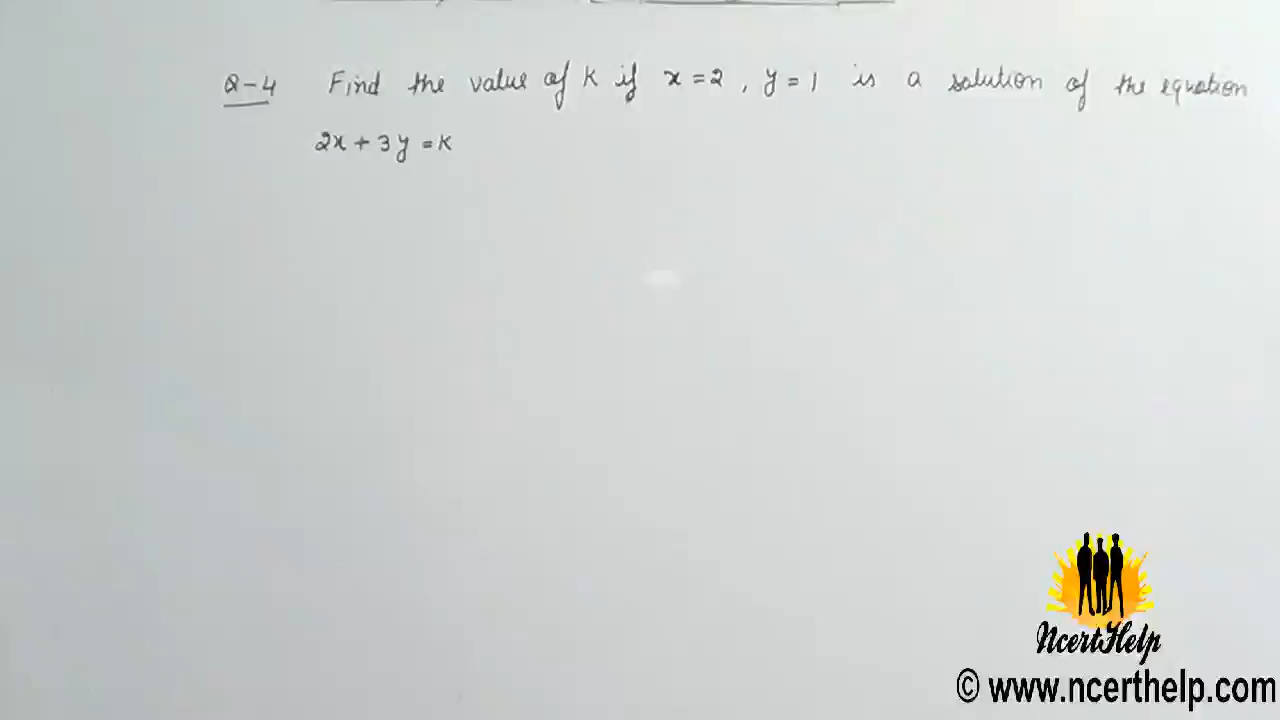 Q-4 Find the value of K if x = 2 , y = 1 is a solution of the equation
2x + 3y = K
NcertHelp
© www.ncerthelp.com